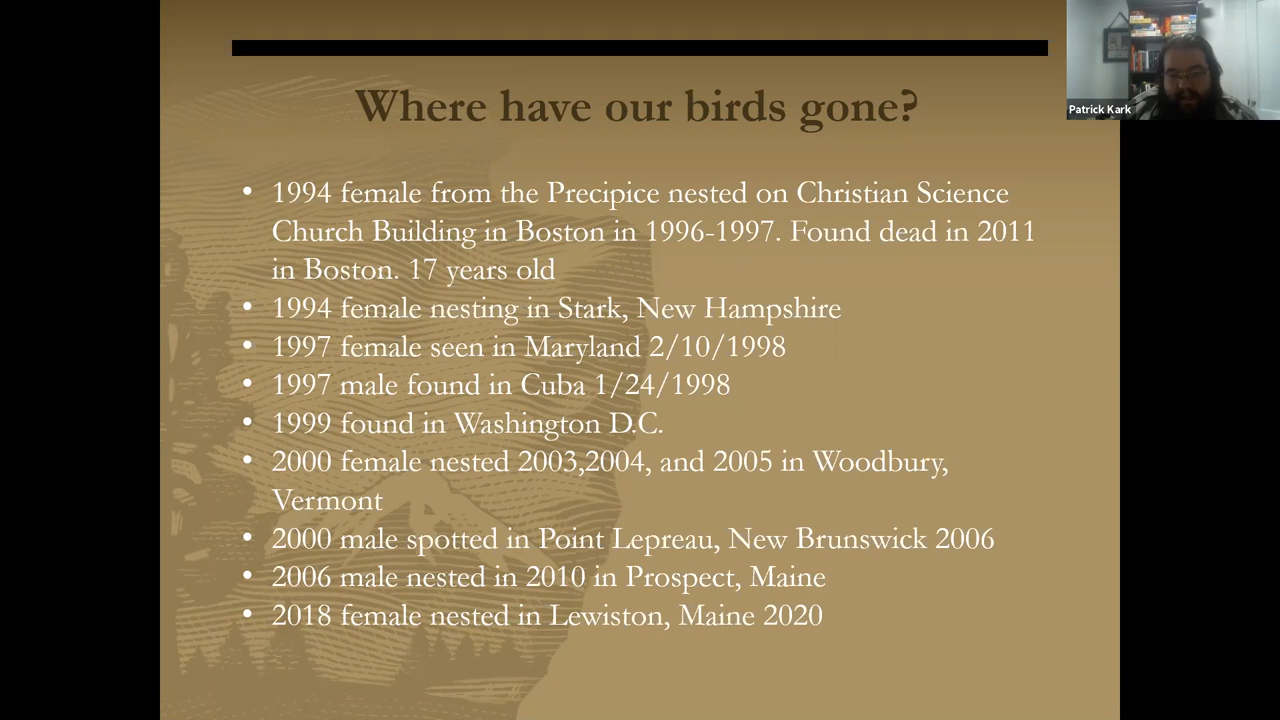 Where have our birds gone?
• 1994 female from the Precipice nested on Christian Science
Church Building in Boston in 1996-1997. Found dead in 2011
in Boston. 17 years old
• 1994 female nesting in Stark, New Hampshire
• 1997 female seen in Maryland 2/10/1998
• 1997 male found in Cuba 1/24/1998
• 1999 found in Washington D.C.
• 2000 female nested 2003,2004, and 2005 in Woodbury,
Vermont
• 2000 male spotted in Point Lepreau, New Brunswick 2006
• 2006 male nested in 2010 in Prospect, Maine
• 2018 female nested in Lewiston, Maine 2020
Patrick Kark